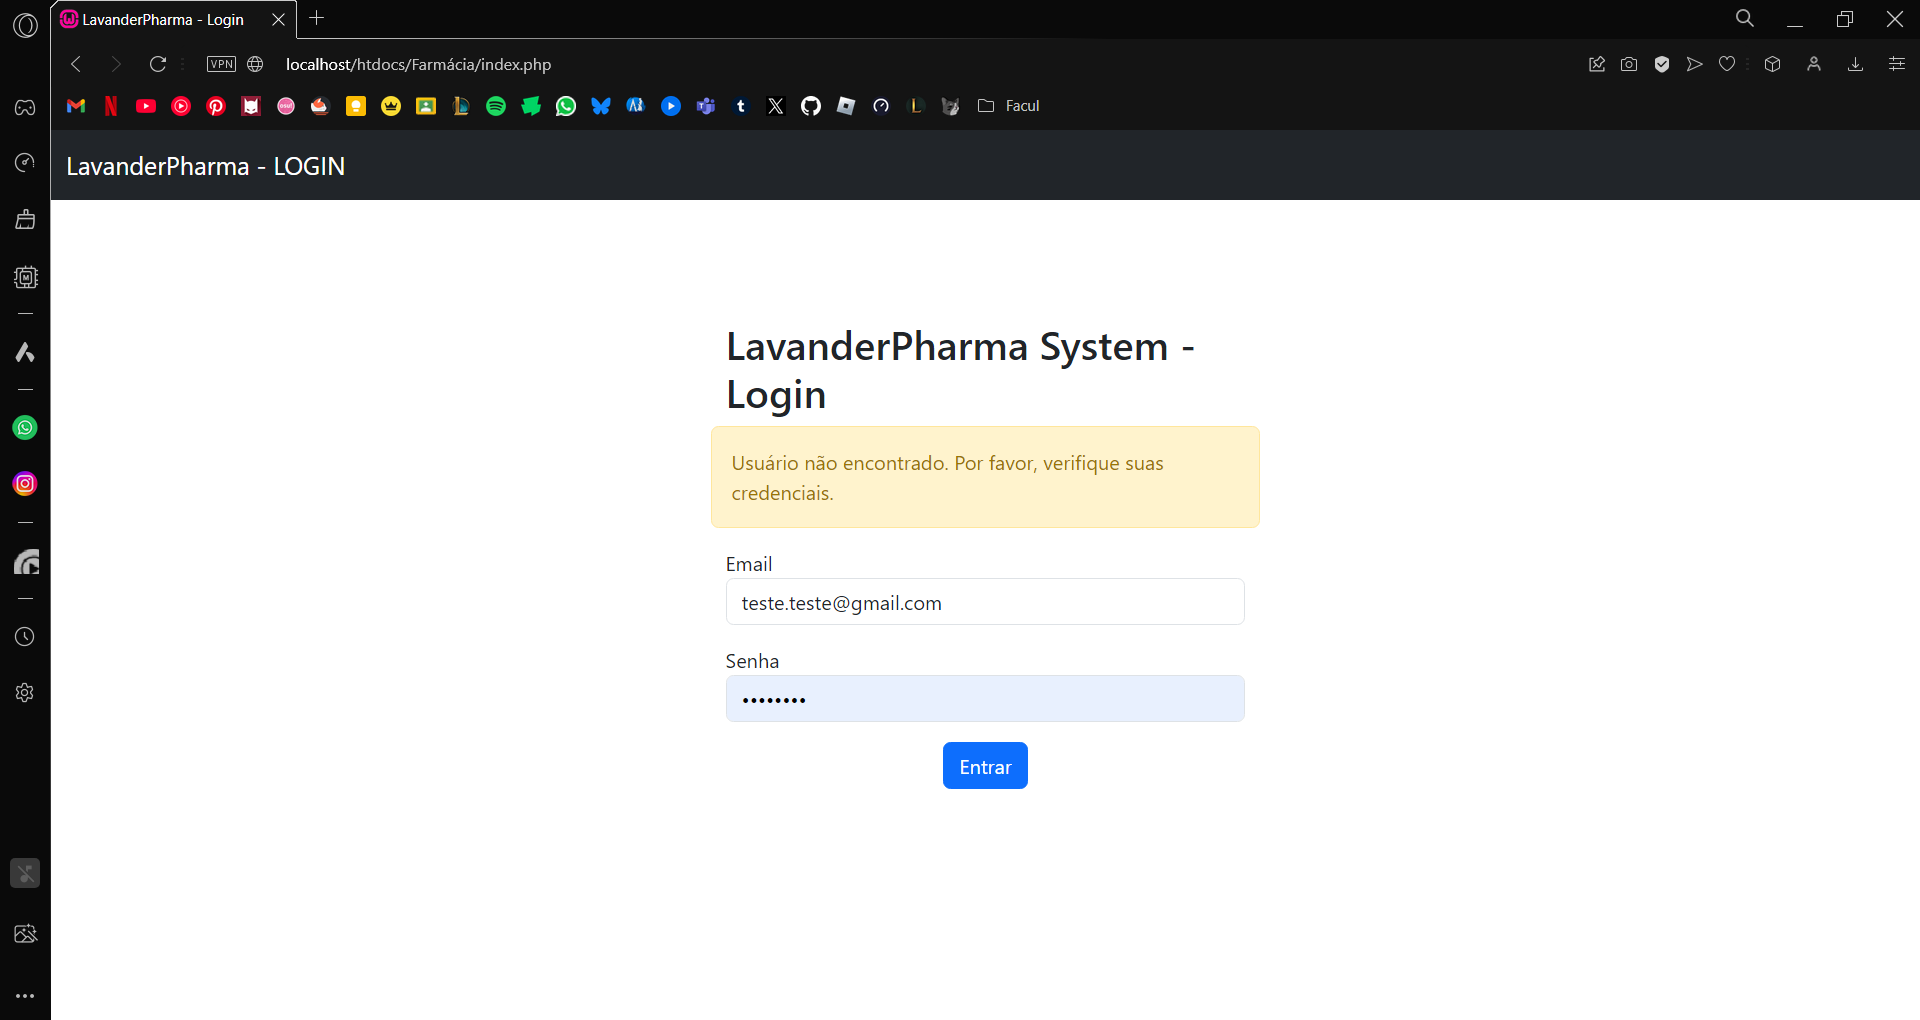 LavanderPharma - Login
VPN
localhost/htdocs/Farmácia/index.php
Facul
LavanderPharma - LOGIN
LavanderPharma System -
Login
Usuário não encontrado. Por favor, verifique suas
credenciais.
Email
teste.teste@gmail.com
Senha
••••••••
Entrar